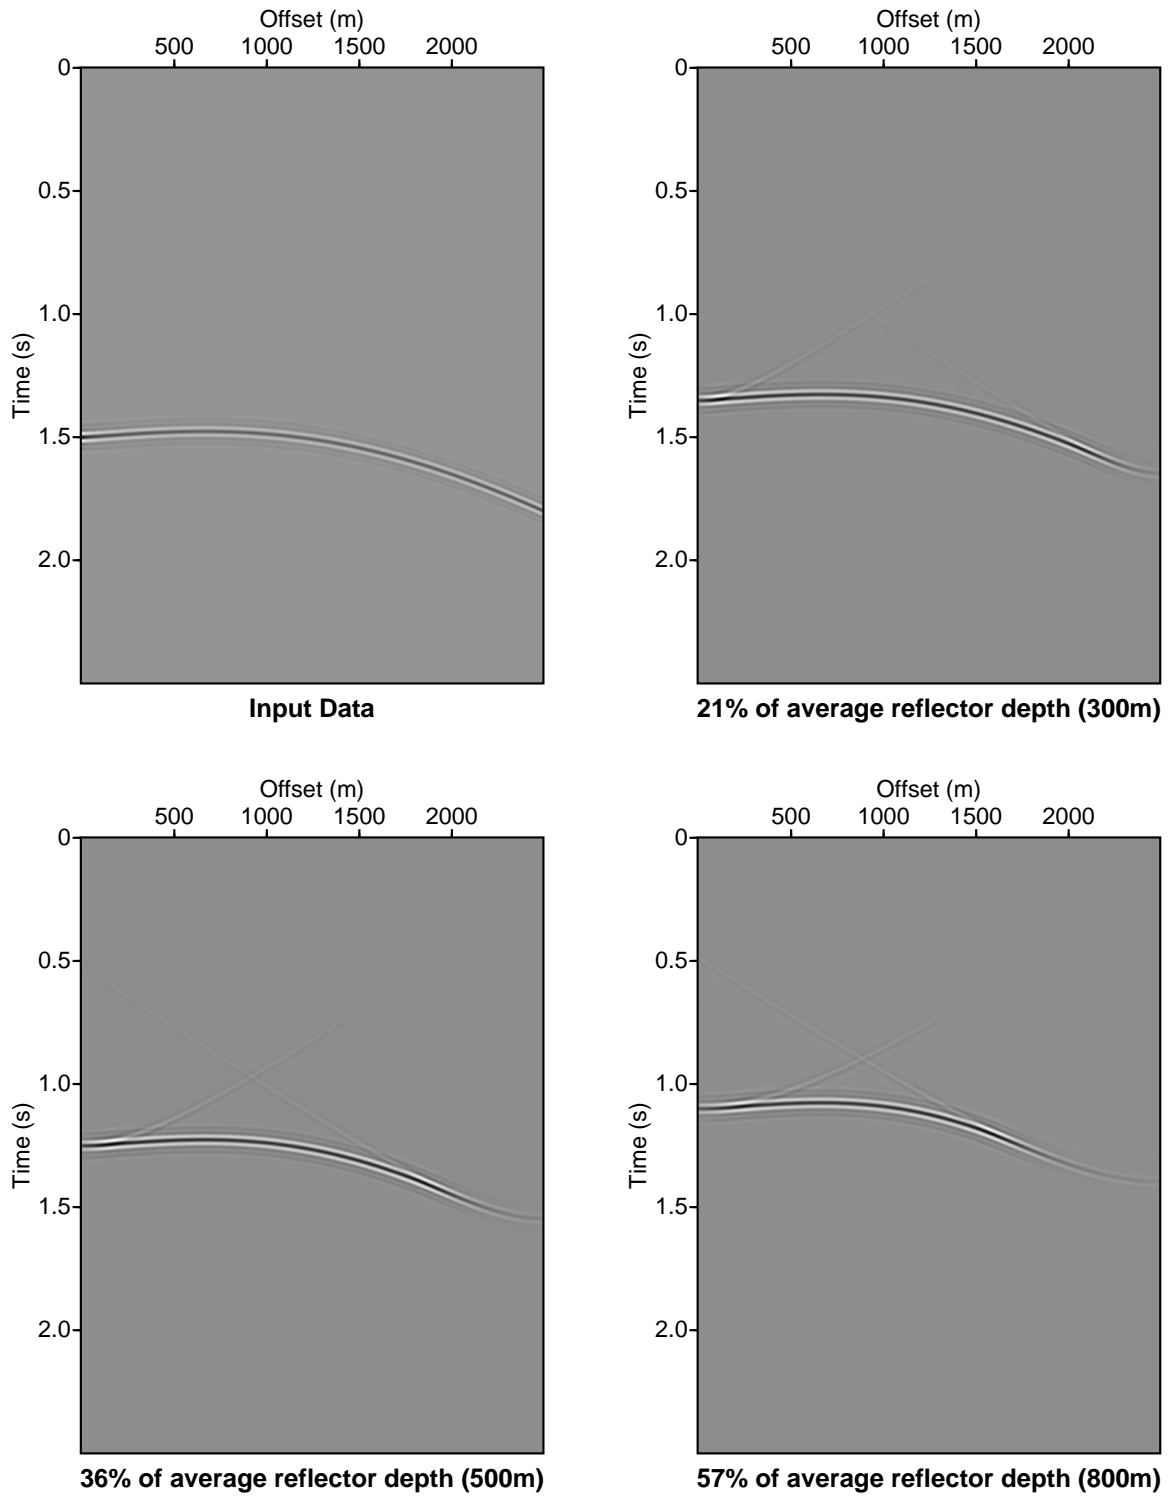 Offset (m)
500 1000 1500 2000
0
0.5
1.0
1.5
2.0
Time (s)
Input Data
Offset (m)
500 1000 1500 2000
0
0.5
1.0
1.5
2.0
Time (s)
21% of average reflector depth (300m)
Offset (m)
500 1000 1500 2000
0
0.5
1.0
1.5
2.0
Time (s)
36% of average reflector depth (500m)
Offset (m)
500 1000 1500 2000
0
0.5
1.0
1.5
2.0
Time (s)
57% of average reflector depth (800m)